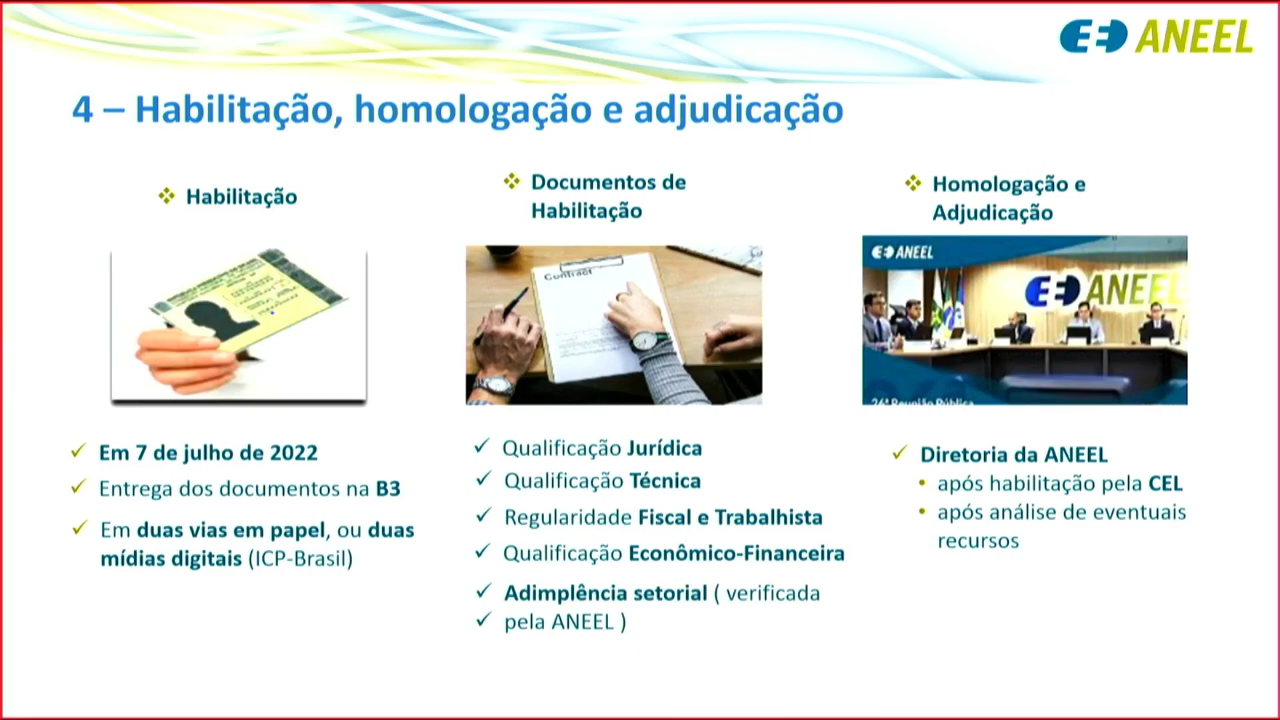 ANEEL
4 – Habilitação, homologação e adjudicação
Habilitação
Em 7 de julho de 2022
Entrega dos documentos na B3
Em duas vias em papel, ou duas
mídias digitais (ICP-Brasil)
Documentos de
Habilitação
Contract
Qualificação Jurídica
Qualificação Técnica
Regularidade Fiscal e Trabalhista
Qualificação Econômico-Financeira
Adimplência setorial ( verificada
pela ANEEL )
Homologação e
Adjudicação
ANEEL
ANEEL
26ª Reunião Pública
Diretoria da ANEEL
após habilitação pela CEL
após análise de eventuais
recursos